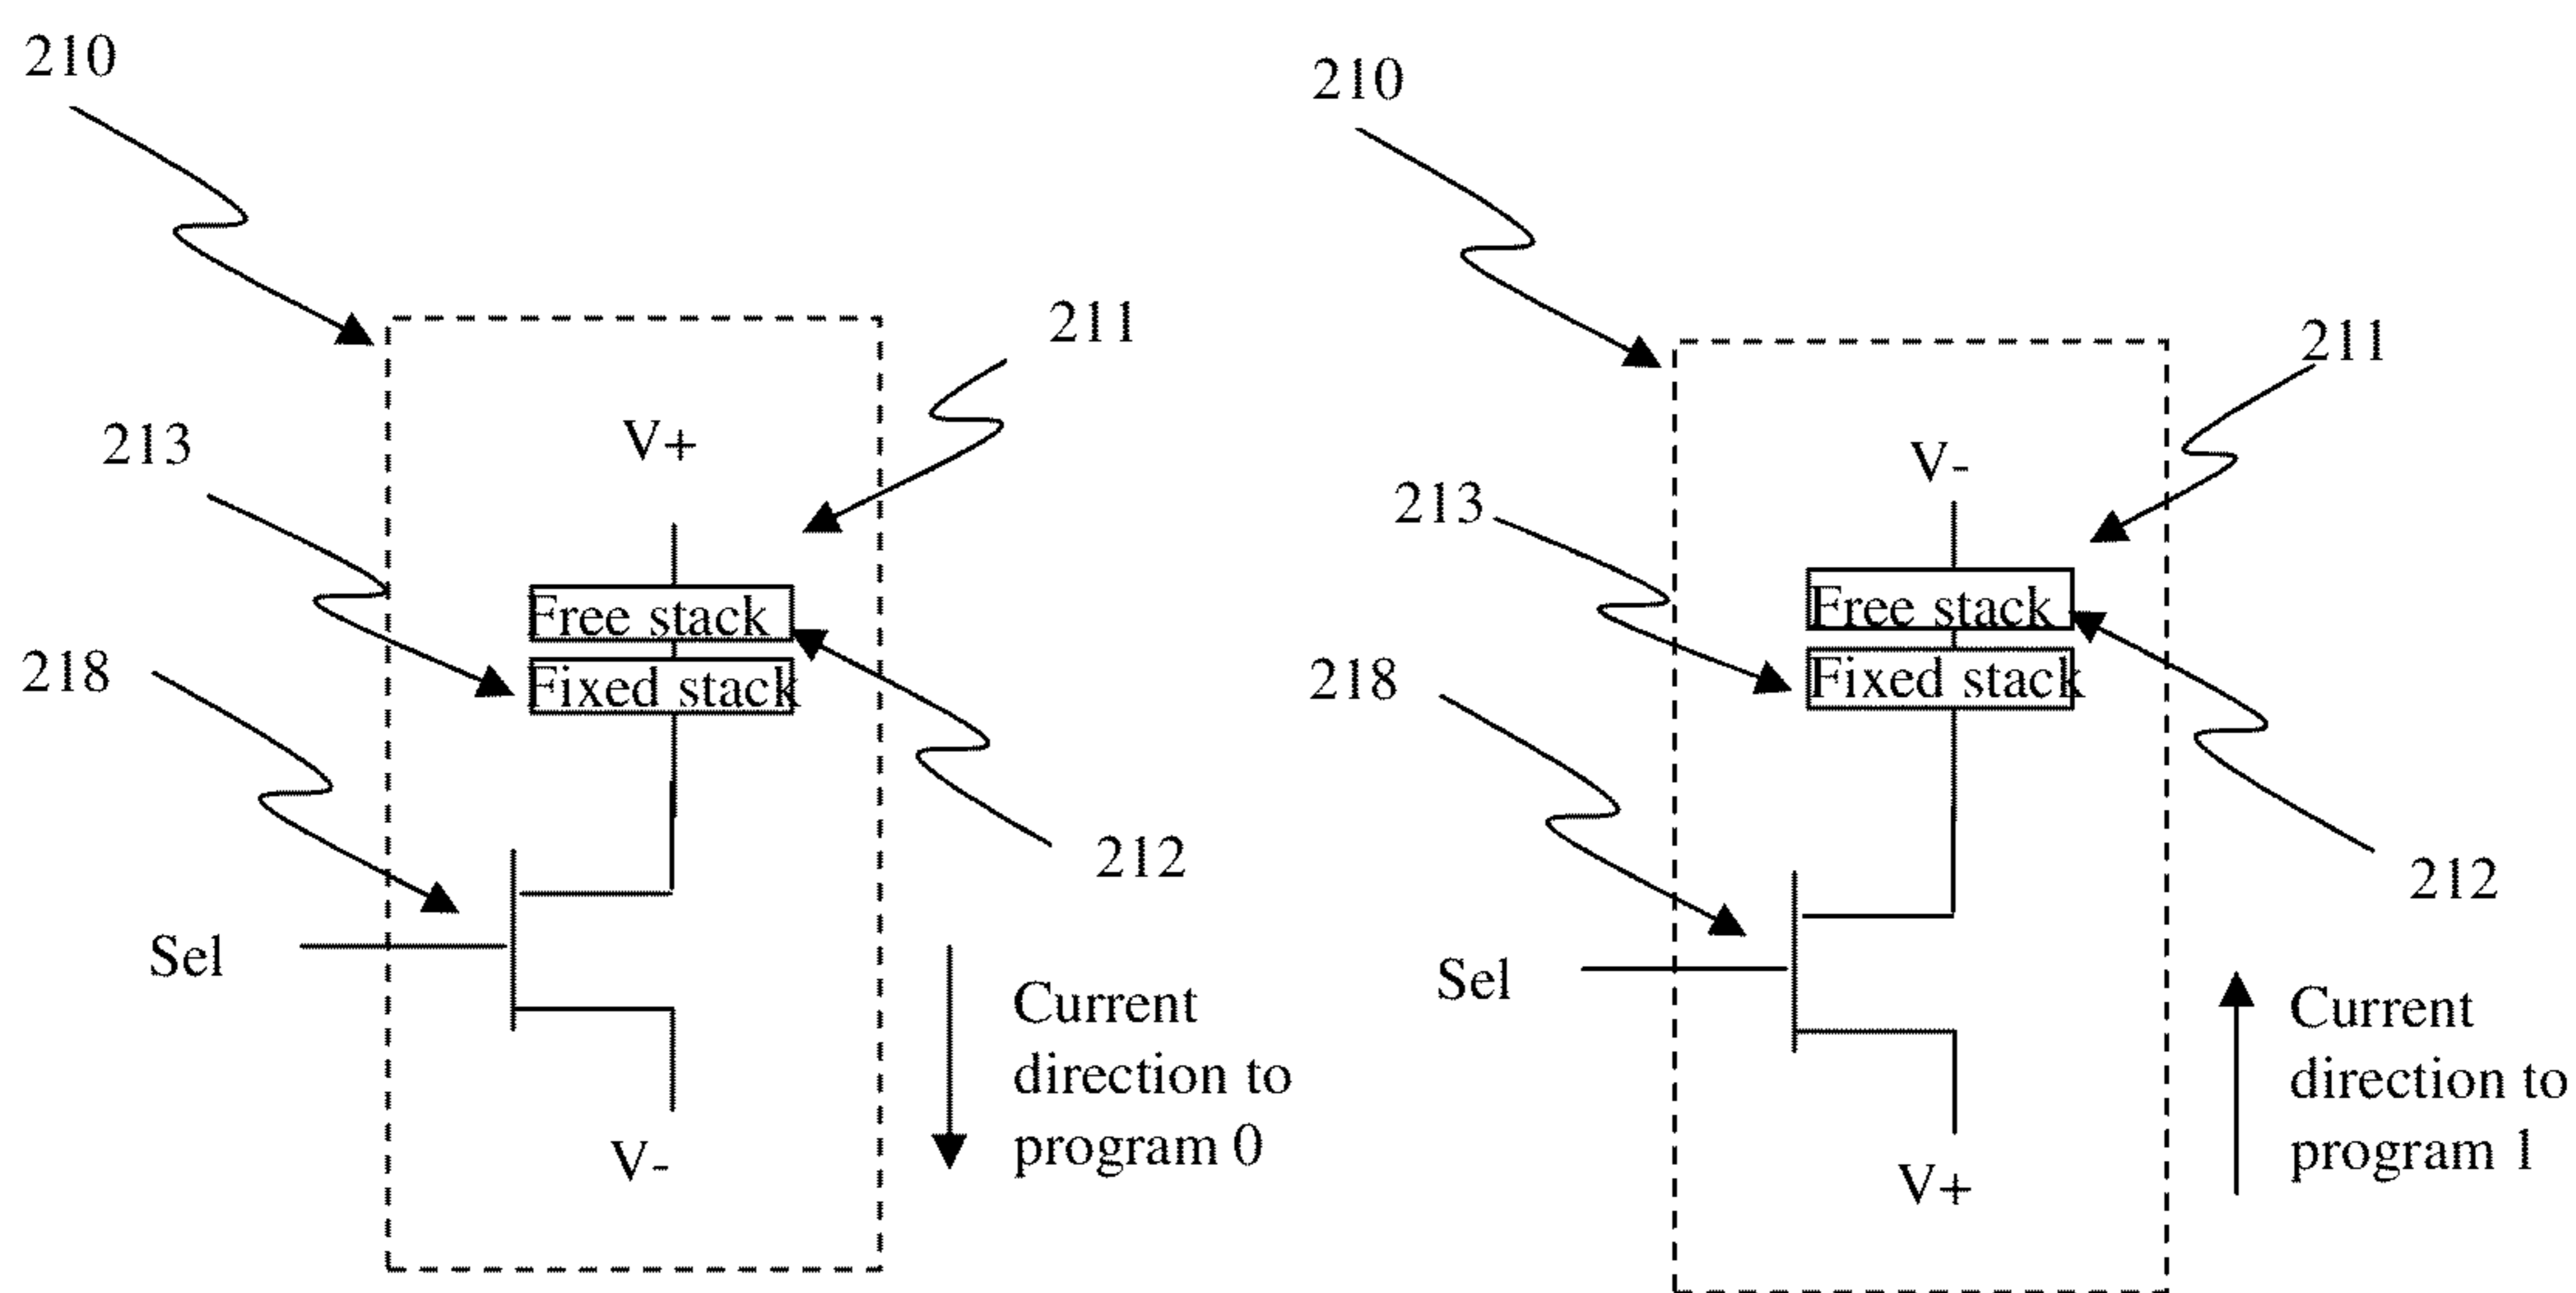 210
211
V+
213
Free stack
Fixed stack
218
212
Sel
Current
direction to
program 0
V-
210
211
V-
213
Free stack
Fixed stack
218
212
Sel
Current
direction to
program 1
V+